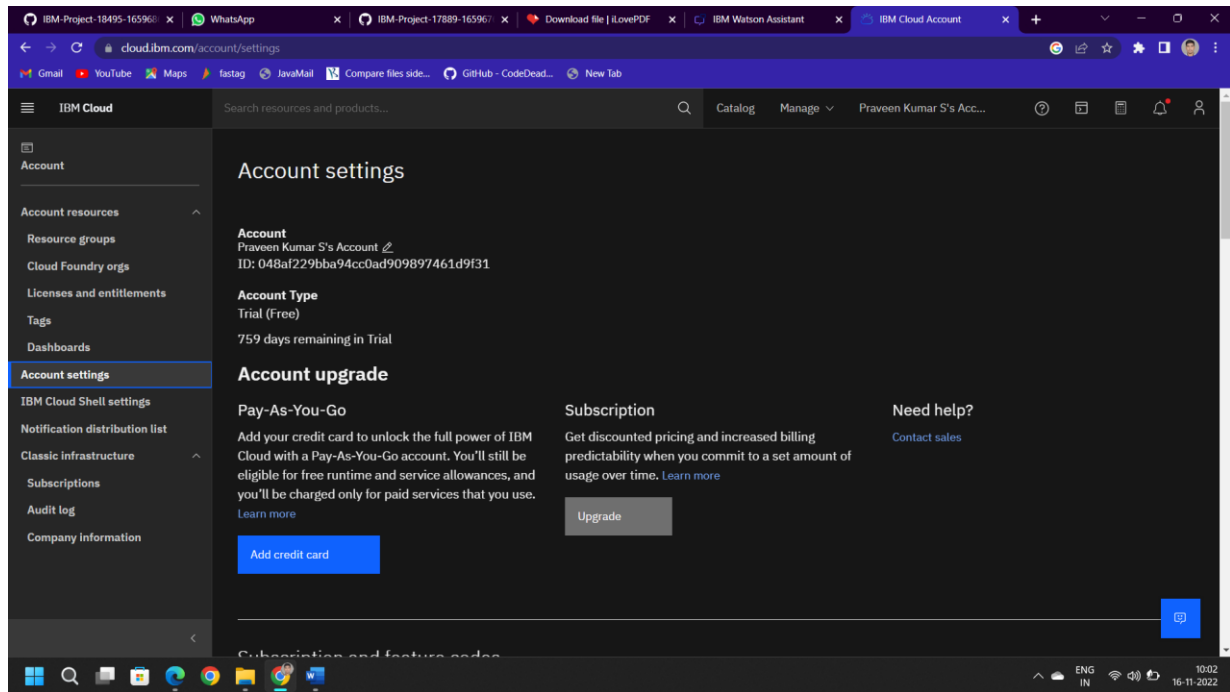 IBM-Project-18495-165968
WhatsApp
IBM-Project-17889-165967
Download file | iLovePDF
IBM Watson Assistant
IBM Cloud Account
cloud.ibm.com/account/settings
Gmail
YouTube
Maps
fastag
JavaMail
Compare files side...
GitHub - CodeDead...
New Tab
IBM Cloud
Search resources and products...
Catalog
Manage
Praveen Kumar S's Acc...
Account
Account resources
Resource groups
Cloud Foundry orgs
Licenses and entitlements
Tags
Dashboards
Account settings
IBM Cloud Shell settings
Notification distribution list
Classic infrastructure
Subscriptions
Audit log
Company information
Account settings
Account
Praveen Kumar S's Account
ID: 048af229bba94cc0ad909897461d9f31
Account Type
Trial (Free)
759 days remaining in Trial
Account upgrade
Pay-As-You-Go
Add your credit card to unlock the full power of IBM
Cloud with a Pay-As-You-Go account. You'll still be
eligible for free runtime and service allowances, and
you'll be charged only for paid services that you use.
Learn more
Add credit card
Subscription
Get discounted pricing and increased billing
predictability when you commit to a set amount of
usage over time. Learn more
Upgrade
Need help?
Contact sales
Subscription and feature codes
ENG
IN
10:02
16-11-2022